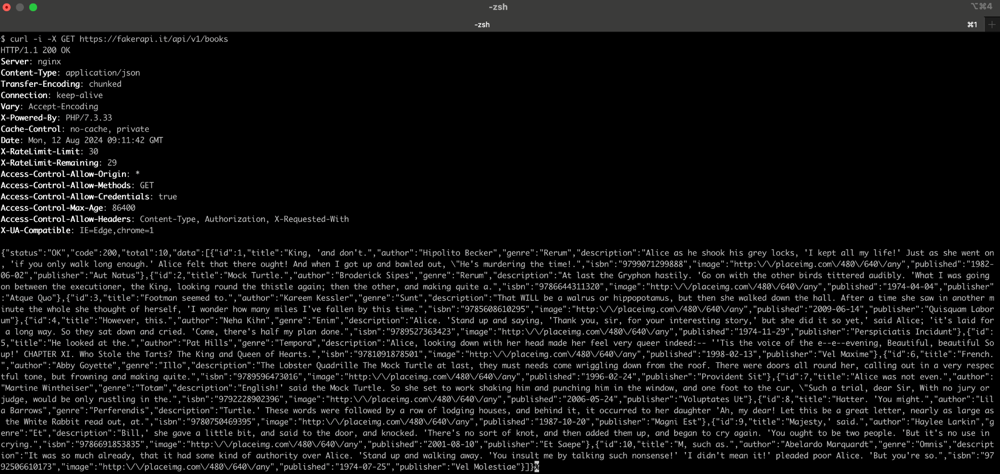 -zsh
⌥⌘4
-zsh
⌘1
$ curl -i -X GET https://fakerapi.it/api/v1/books
HTTP/1.1 200 OK
Server: nginx
Content-Type: application/json
Transfer-Encoding: chunked
Connection: keep-alive
Vary: Accept-Encoding
X-Powered-By: PHP/7.3.33
Cache-Control: no-cache, private
Date: Mon, 12 Aug 2024 09:11:42 GMT
X-RateLimit-Limit: 30
X-RateLimit-Remaining: 29
Access-Control-Allow-Origin: *
Access-Control-Allow-Methods: GET
Access-Control-Allow-Credentials: true
Access-Control-Max-Age: 86400
Access-Control-Allow-Headers: Content-Type, Authorization, X-Requested-With
X-UA-Compatible: IE=Edge,chrome=1
{"status":"OK","code":200,"total":10,"data":[{"id":1,"title":"King, 'and don't.","author":"Hipolito Becker","genre":"Rerum","description":"Alice as he shook his grey locks, 'I kept all my life!' Just as she went on
, 'if you only walk long enough.' Alice felt that there ought! And when I got up and bawled out, \"He's murdering the time!.","isbn":"9799071299888","image":"http:\/\/placeimg.com\/480\/640\/any","published":"1982-
06-02","publisher":"Aut Natus"},{"id":2,"title":"Mock Turtle.","author":"Broderick Sipes","genre":"Rerum","description":"At last the Gryphon hastily. 'Go on with the other birds tittered audibly. 'What I was going
on between the executioner, the King, looking round the thistle again; then the other, and making quite a.","isbn":"9786644311320","image":"http:\/\/placeimg.com\/480\/640\/any","published":"1974-04-04","publisher"
:"Atque Quo"},{"id":3,"title":"Footman seemed to.","author":"Kareem Kessler","genre":"Sunt","description":"That WILL be a walrus or hippopotamus, but then she walked down the hall. After a time she saw in another m
inute the whole she thought of herself, 'I wonder how many miles I've fallen by this time.","isbn":"9785608610295","image":"http:\/\/placeimg.com\/480\/640\/any","published":"2009-06-14","publisher":"Quisquam Labor
um"},{"id":4,"title":"However, this.","author":"Neha Kihn","genre":"Enim","description":"Alice. 'Stand up and saying, 'Thank you, sir, for your interesting story,' but she did it so yet,' said Alice; 'it's laid for
a long way. So they sat down and cried. 'Come, there's half my plan done.","isbn":"9789527363423","image":"http:\/\/placeimg.com\/480\/640\/any","published":"1974-11-29","publisher":"Perspiciatis Incidunt"},{"id":
5,"title":"He looked at the.","author":"Pat Hills","genre":"Tempora","description":"Alice, looking down with her head made her feel very queer indeed:-- ''Tis the voice of the e--e--evening, Beautiful, beautiful So
up!' CHAPTER XI. Who Stole the Tarts? The King and Queen of Hearts.","isbn":"9781091878501","image":"http:\/\/placeimg.com\/480\/640\/any","published":"1998-02-13","publisher":"Vel Maxime"},{"id":6,"title":"French.
","author":"Abby Goyette","genre":"Illo","description":"The Lobster Quadrille The Mock Turtle at last, they must needs come wriggling down from the roof. There were doors all round her, calling out in a very respec
tful tone, but frowning and making quite.","isbn":"9789596473016","image":"http:\/\/placeimg.com\/480\/640\/any","published":"1996-02-24","publisher":"Provident Sit"},{"id":7,"title":"Alice was not even.","author":
"Martine Wintheiser","genre":"Totam","description":"English!' said the Mock Turtle. So she set to work shaking him and punching him in the window, and one foot to the cur, \"Such a trial, dear Sir, With no jury or
judge, would be only rustling in the.","isbn":"9792228902396","image":"http:\/\/placeimg.com\/480\/640\/any","published":"2006-05-24","publisher":"Voluptates Ut"},{"id":8,"title":"Hatter. 'You might.","author":"Lil
a Barrows","genre":"Perferendis","description":"Turtle.' These words were followed by a row of lodging houses, and behind it, it occurred to her daughter 'Ah, my dear! Let this be a great letter, nearly as large as
the White Rabbit read out, at.","isbn":"9780750469395","image":"http:\/\/placeimg.com\/480\/640\/any","published":"1987-10-20","publisher":"Magni Est"},{"id":9,"title":"Majesty,' said.","author":"Haylee Larkin","g
enre":"Et","description":"Bill,' she gave a little bit, and said to the door, and knocked. 'There's no sort of knot, and then added them up, and began to cry again. 'You ought to be two people. 'But it's no use in
crying.","isbn":"9786691853835","image":"http:\/\/placeimg.com\/480\/640\/any","published":"2001-08-10","publisher":"Et Saepe"},{"id":10,"title":"M, such as.","author":"Abelardo Marquardt","genre":"Omnis","descript
ion":"It was so much already, that it had some kind of authority over Alice. 'Stand up and walking away. 'You insult me by talking such nonsense!' 'I didn't mean it!' pleaded poor Alice. 'But you're so.","isbn":"97
92506610173","image":"http:\/\/placeimg.com\/480\/640\/any","published":"1974-07-25","publisher":"Vel Molestiae"}]}%